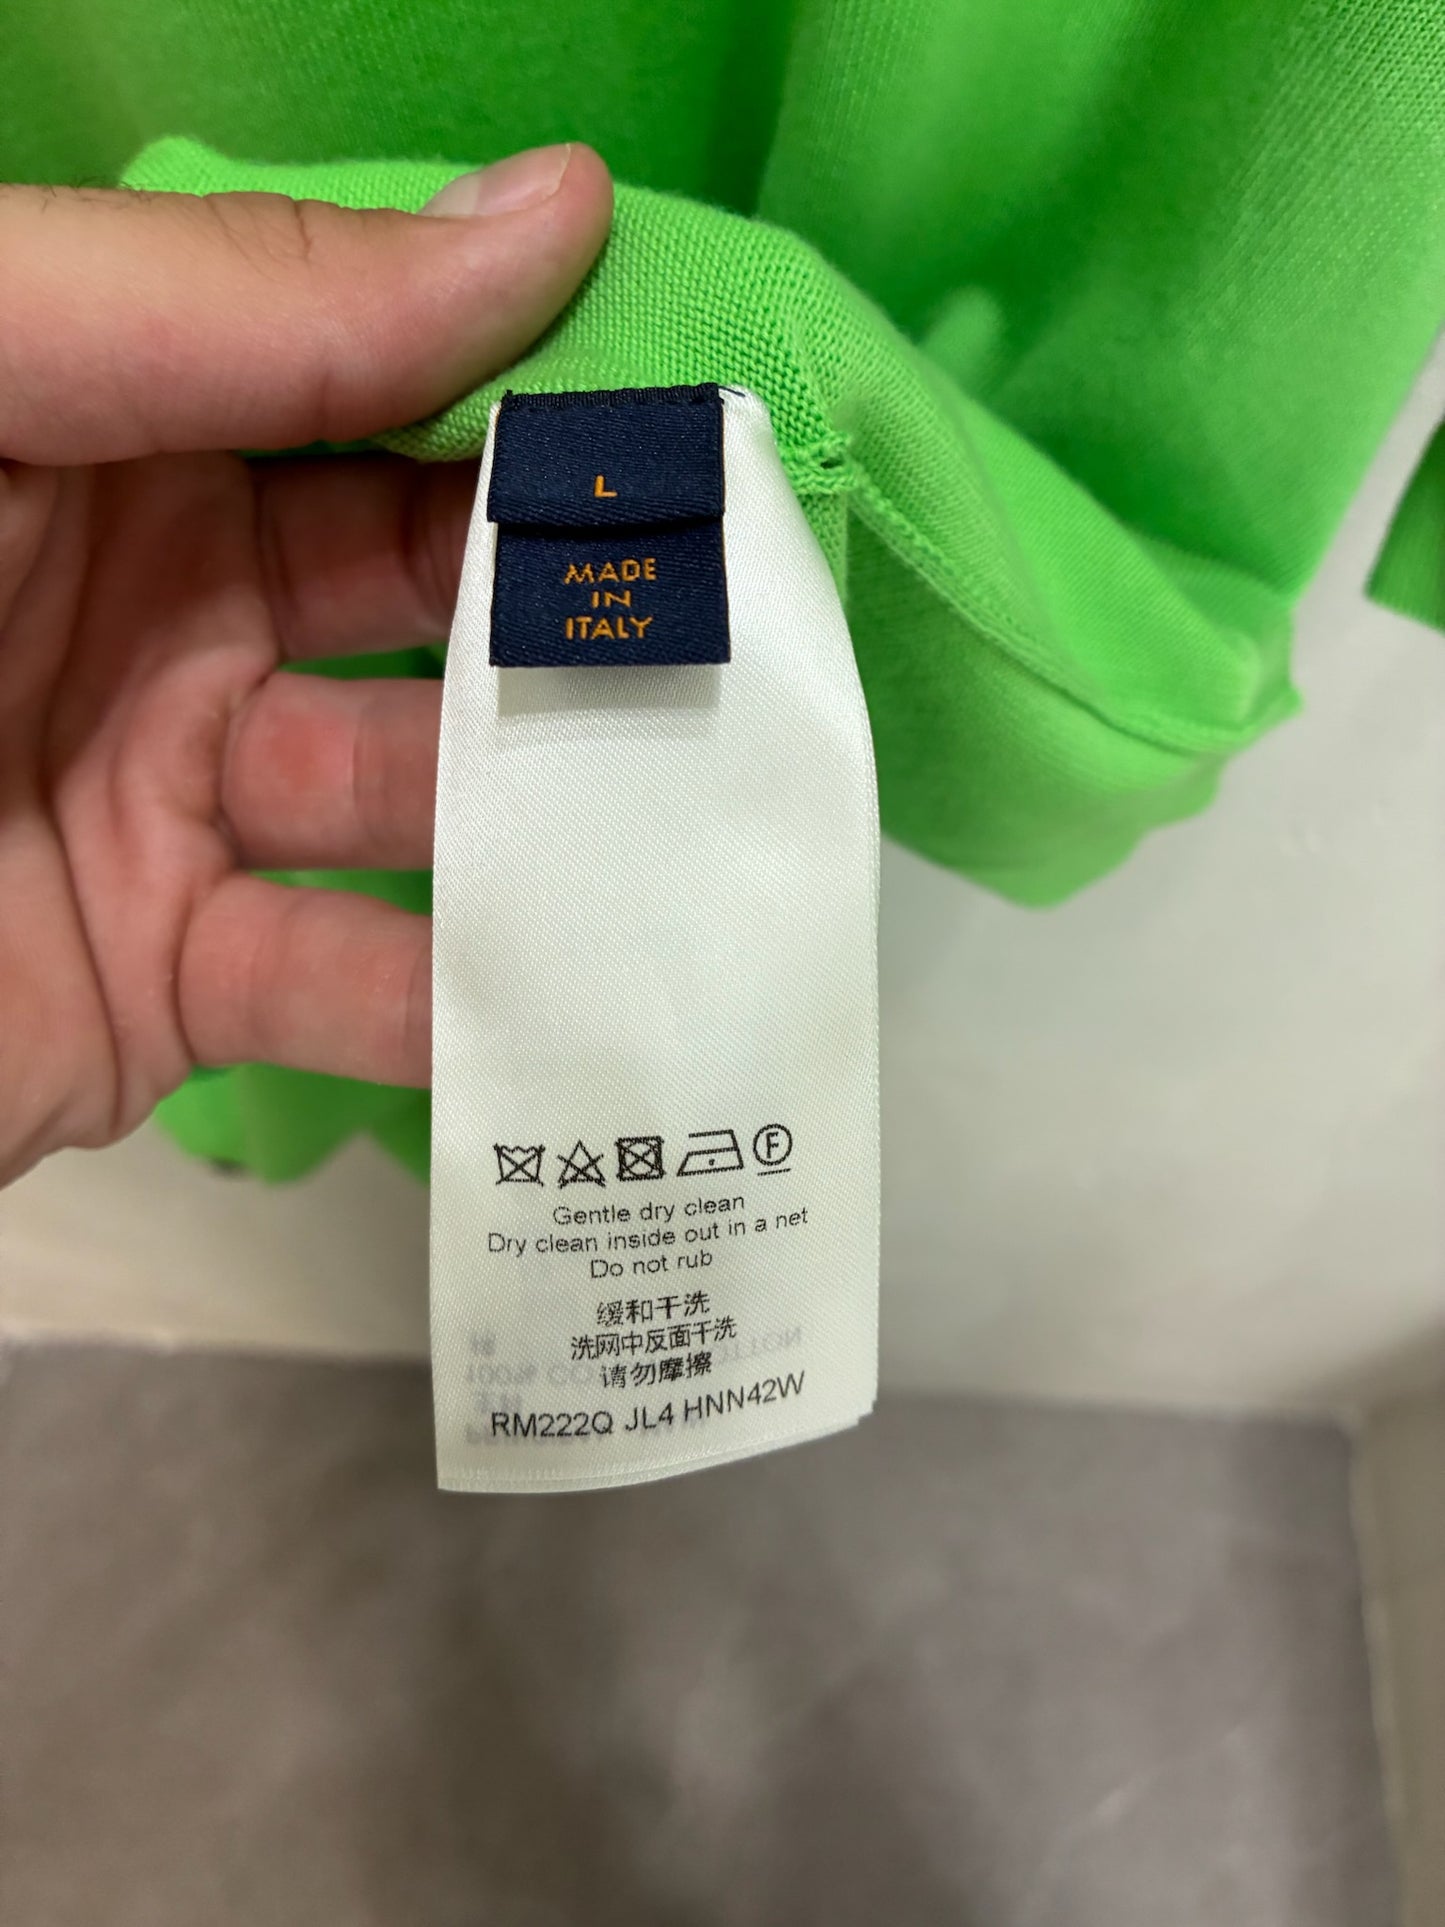 L
MADE
IN
ITALY
F
Gentle dry clean
Dry clean inside out in a net
Do not rub
缓和干洗
洗网中反面干洗
请勿摩擦
RM222Q JL4 HNN42W